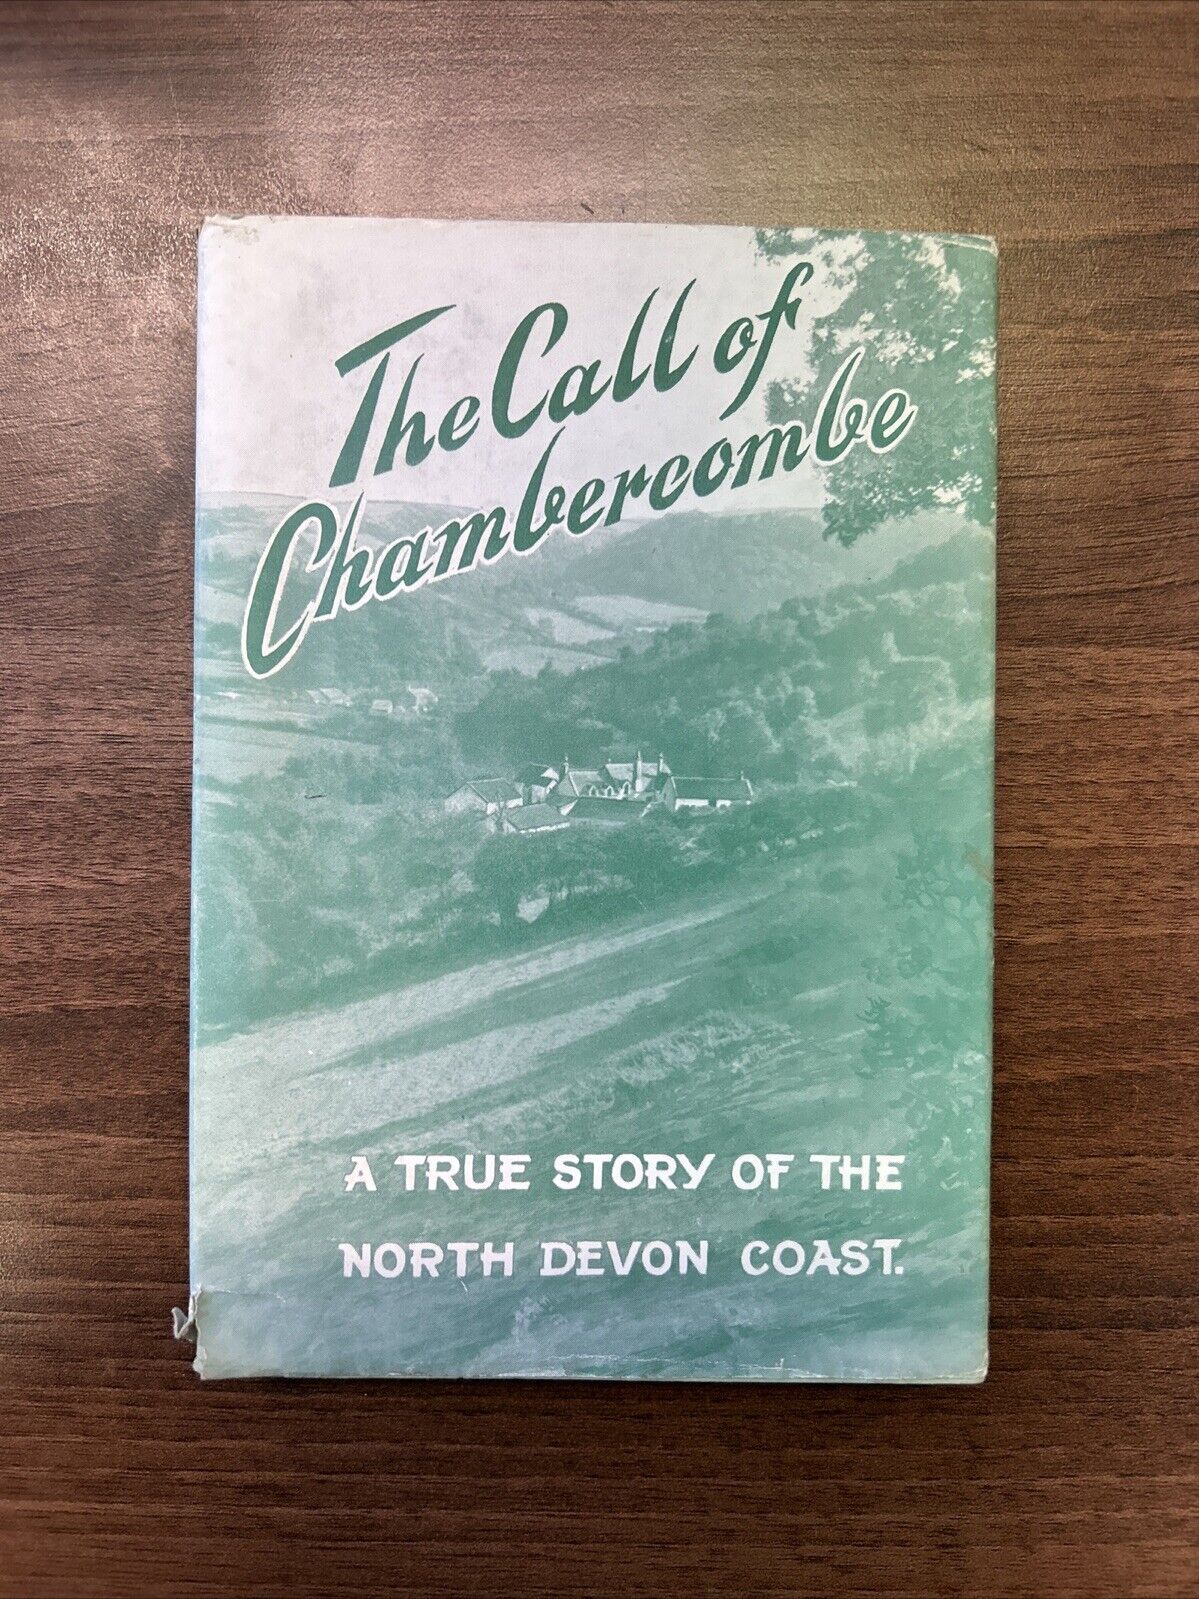 The Call of
Chambercombe
A TRUE STORY OF THE
NORTH DEVON COAST.